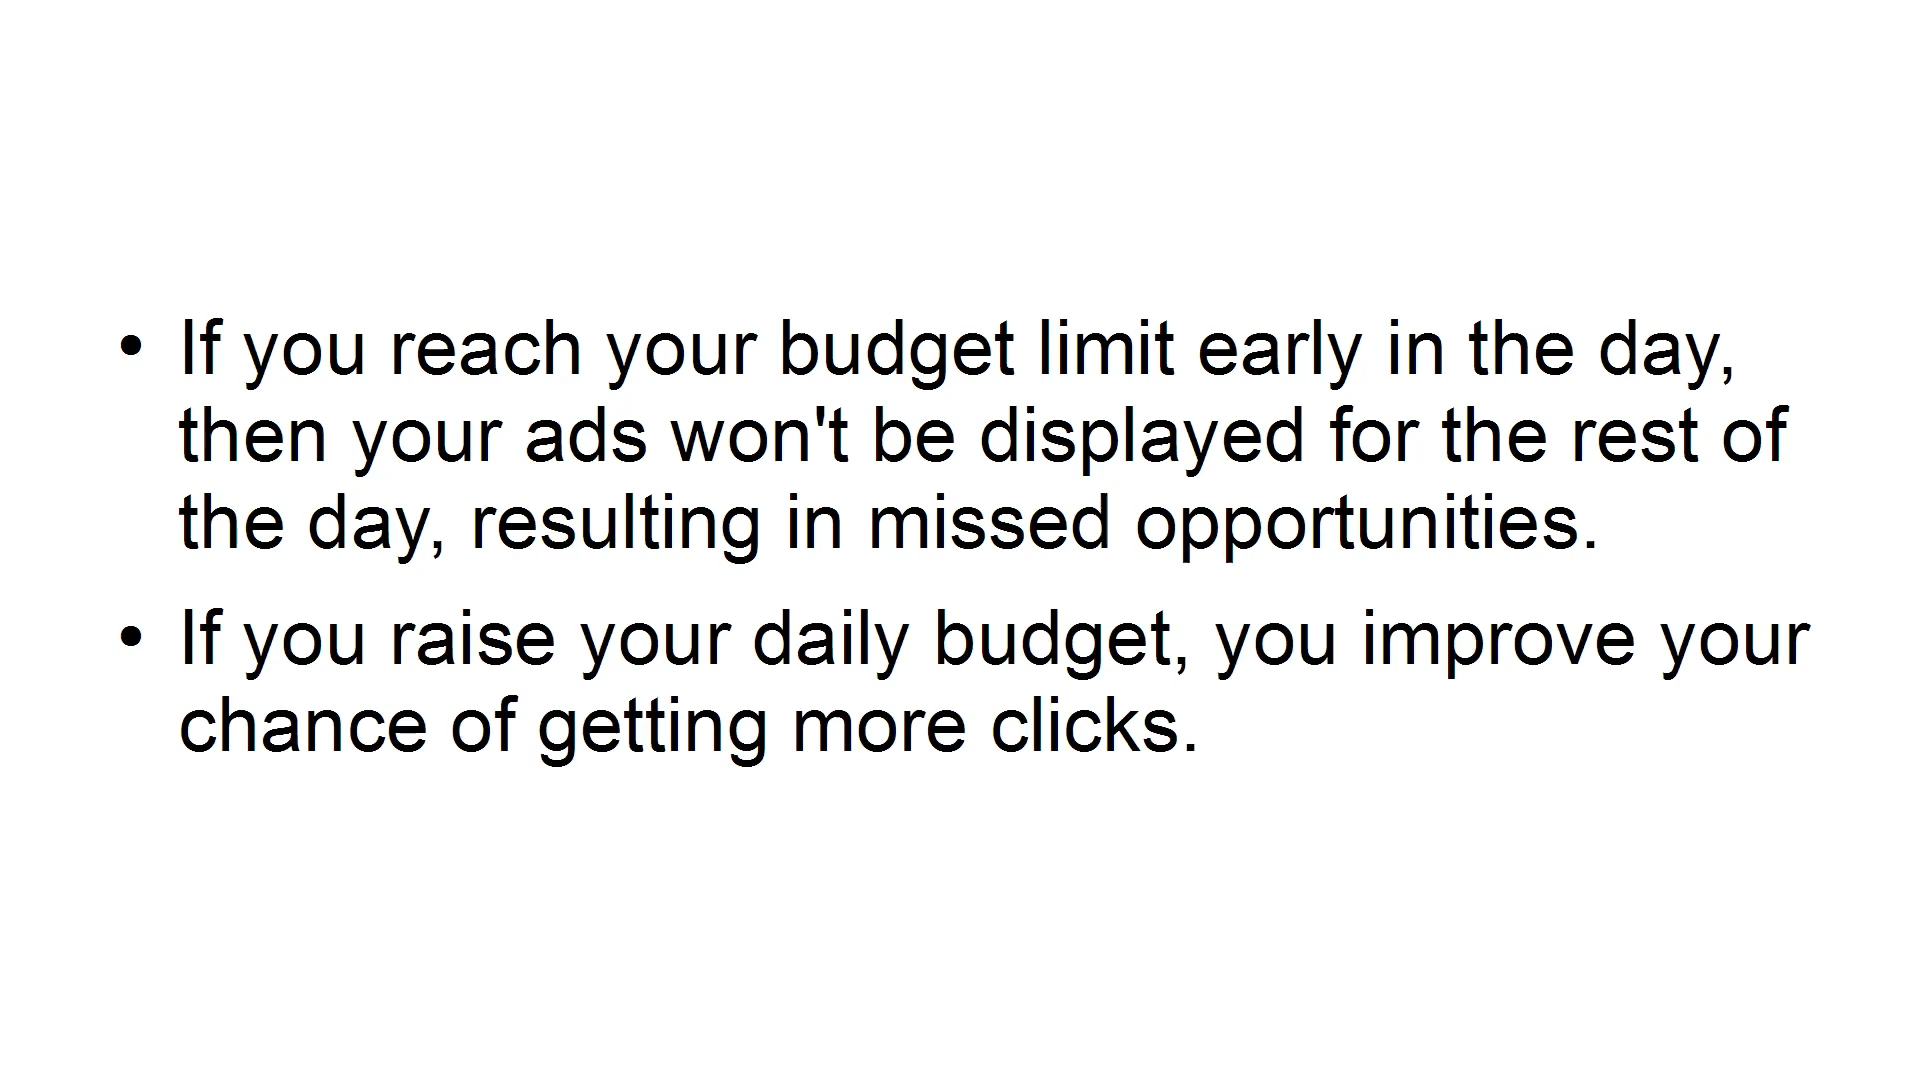 • If you reach your budget limit early in the day,
then your ads won't be displayed for the rest of
the day, resulting in missed opportunities.
• If you raise your daily budget, you improve your
chance of getting more clicks.